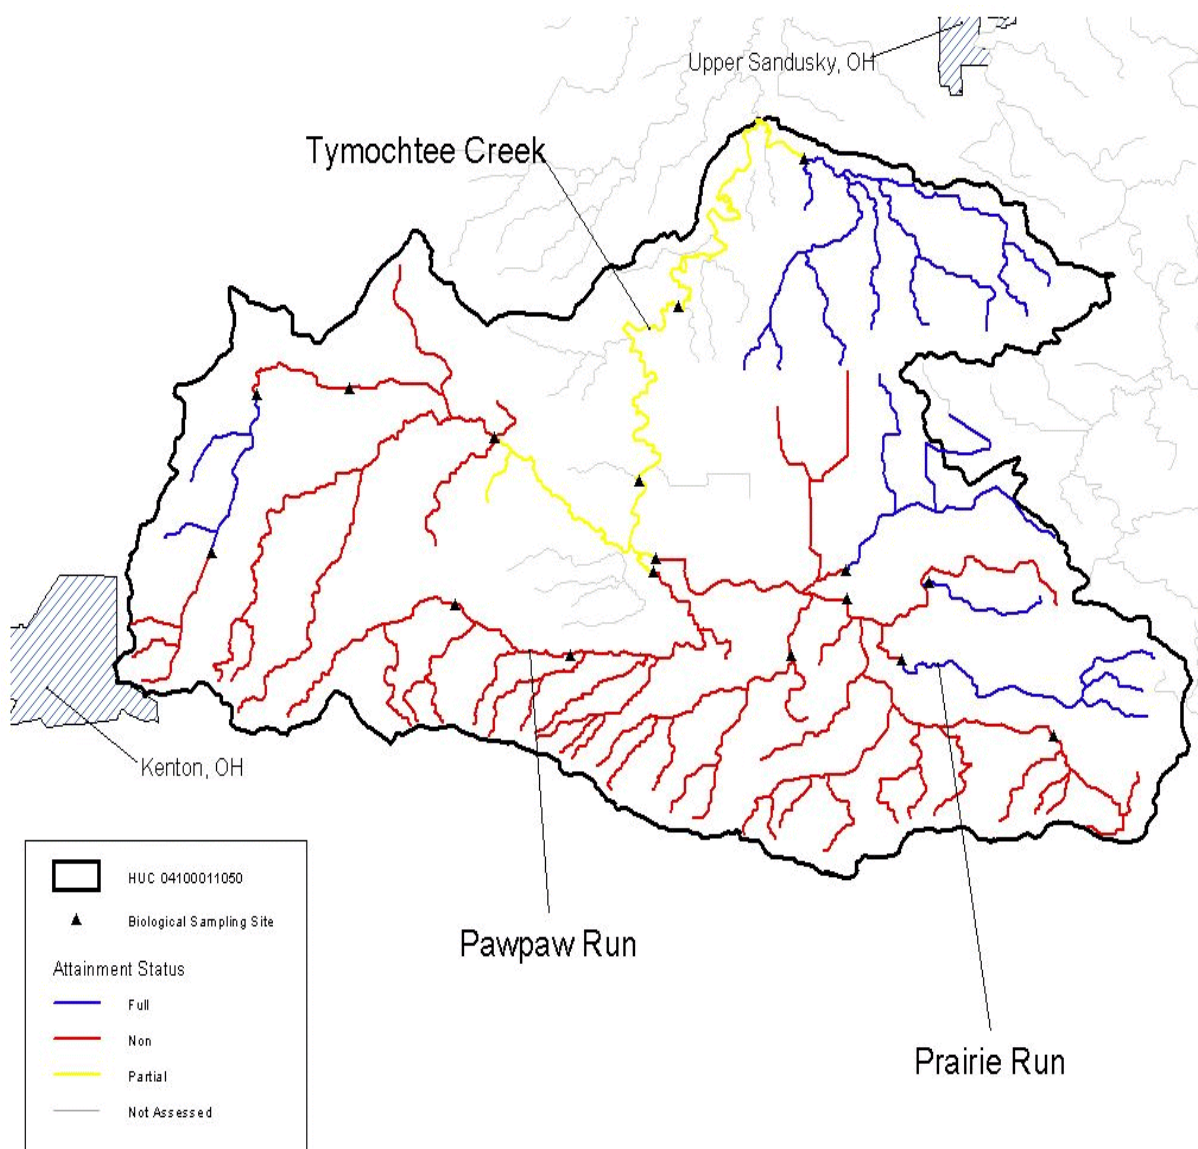 Upper Sandusky, OH
Tymochtee Creek
Kenton, OH
HUC 04100011050
Biological Sampling Site
Attainment Status
Full
Non
Partial
Not Assessed
Pawpaw Run
Prairie Run